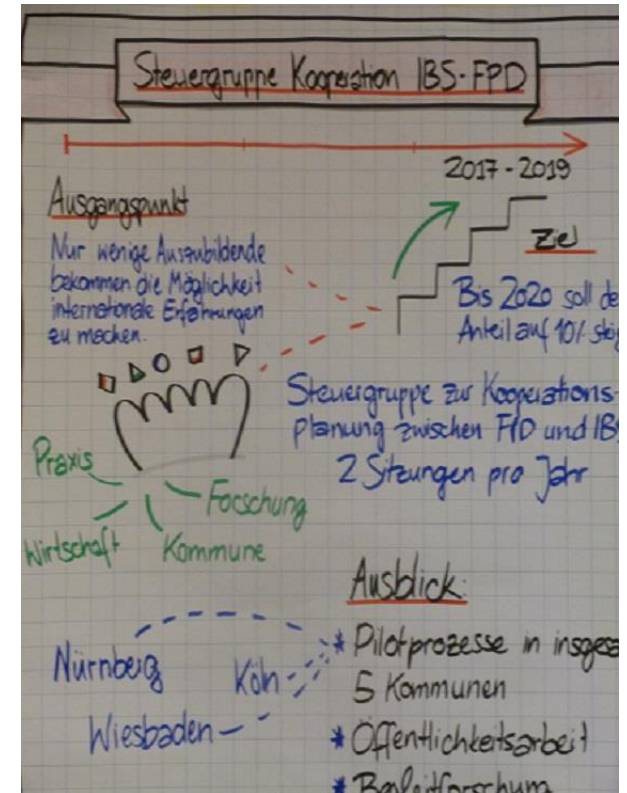 Steuergruppe Kooperation IBS-FPD
2017-2019
Ausgangspunkt
Nur wenige Auszubildende
bekommen die Möglichkeit
internationale Erfahrungen
zu machen.
Ziel
Bis 2020 soll de
Anteil auf 10%
Steuergruppe zur Kooperations-
planung zwischen FPD und IBS
2 Sitzungen pro Jahr
Praxis
Forschung
Wirtschaft
Kommune
Ausblick:
* Pilotprozesse in insgesa
5 Kommunen
* Öffentlichkeitsarbeit
* Begleitforschung
Nürnberg
Köln
Wiesbaden